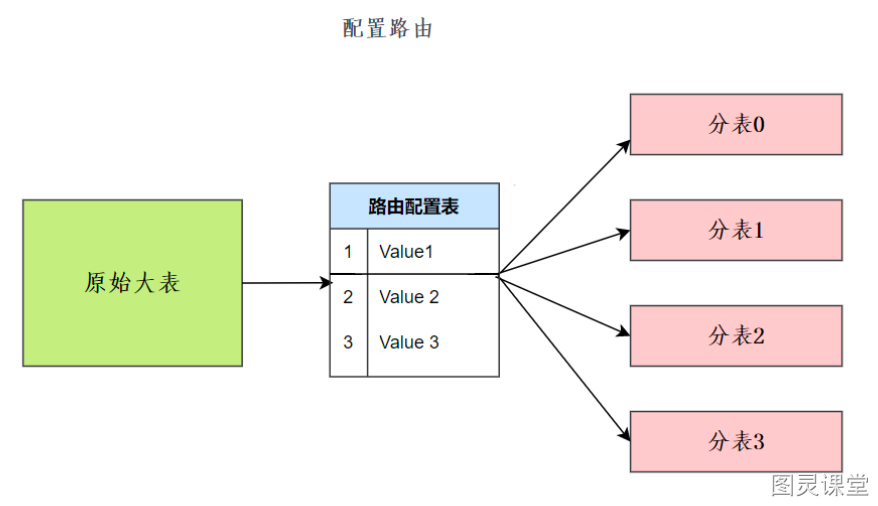 配置路由
原始大表
路由配置表
1 Value1
2 Value 2
3 Value 3
分表0
分表1
分表2
分表3
图灵课堂